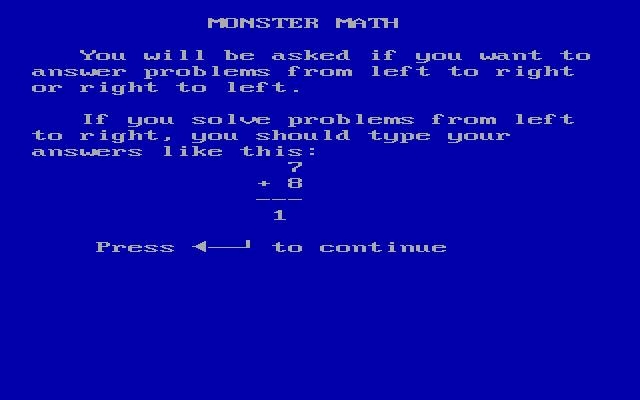 MONSTER MATH
You will be asked if you want to
answer problems from left to right
or right to left.
If you solve problems from left
to right, you should type your
answers like this:
7
+ 8
---
1
Press ◄──┘ to continue